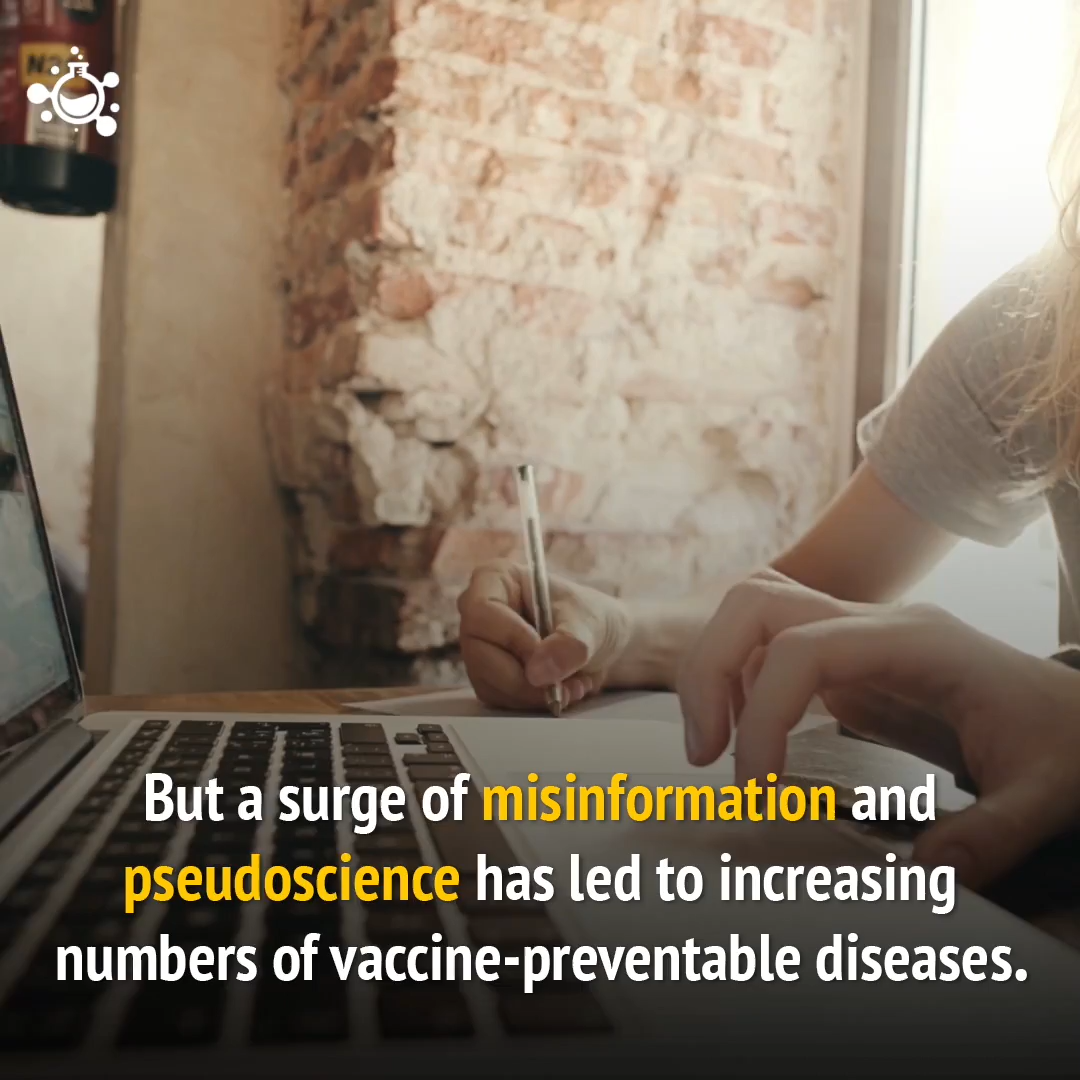 But a surge of misinformation and
pseudoscience has led to increasing
numbers of vaccine-preventable diseases.